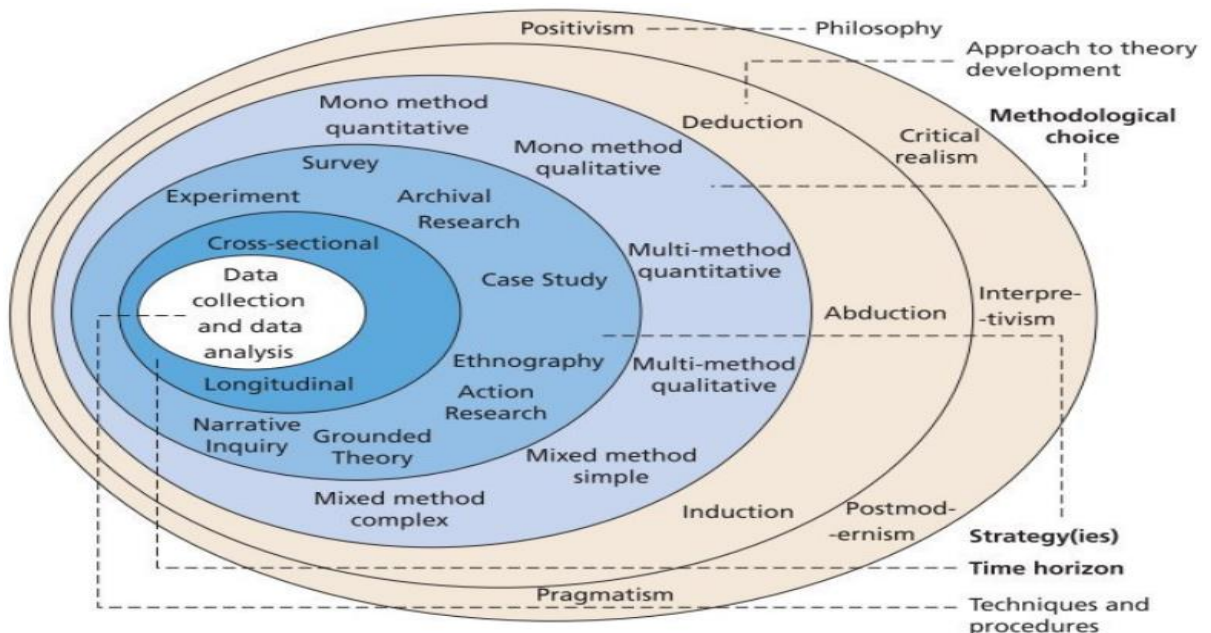 Positivism
Philosophy
Approach to theory
development
Mono method
quantitative
Deduction
Methodological
choice
Critical
realism
Mono method
qualitative
Survey
Experiment
Archival
Research
Cross-sectional
Multi-method
quantitative
Data
collection
and data
analysis
Case Study
Abduction
Interpre-
-tivism
Ethnography
Multi-method
qualitative
Longitudinal
Action
Research
Narrative
Inquiry
Grounded
Theory
Mixed method
simple
Mixed method
complex
Induction
Postmod-
-ernism
Strategy(ies)
Time horizon
Pragmatism
Techniques and
procedures